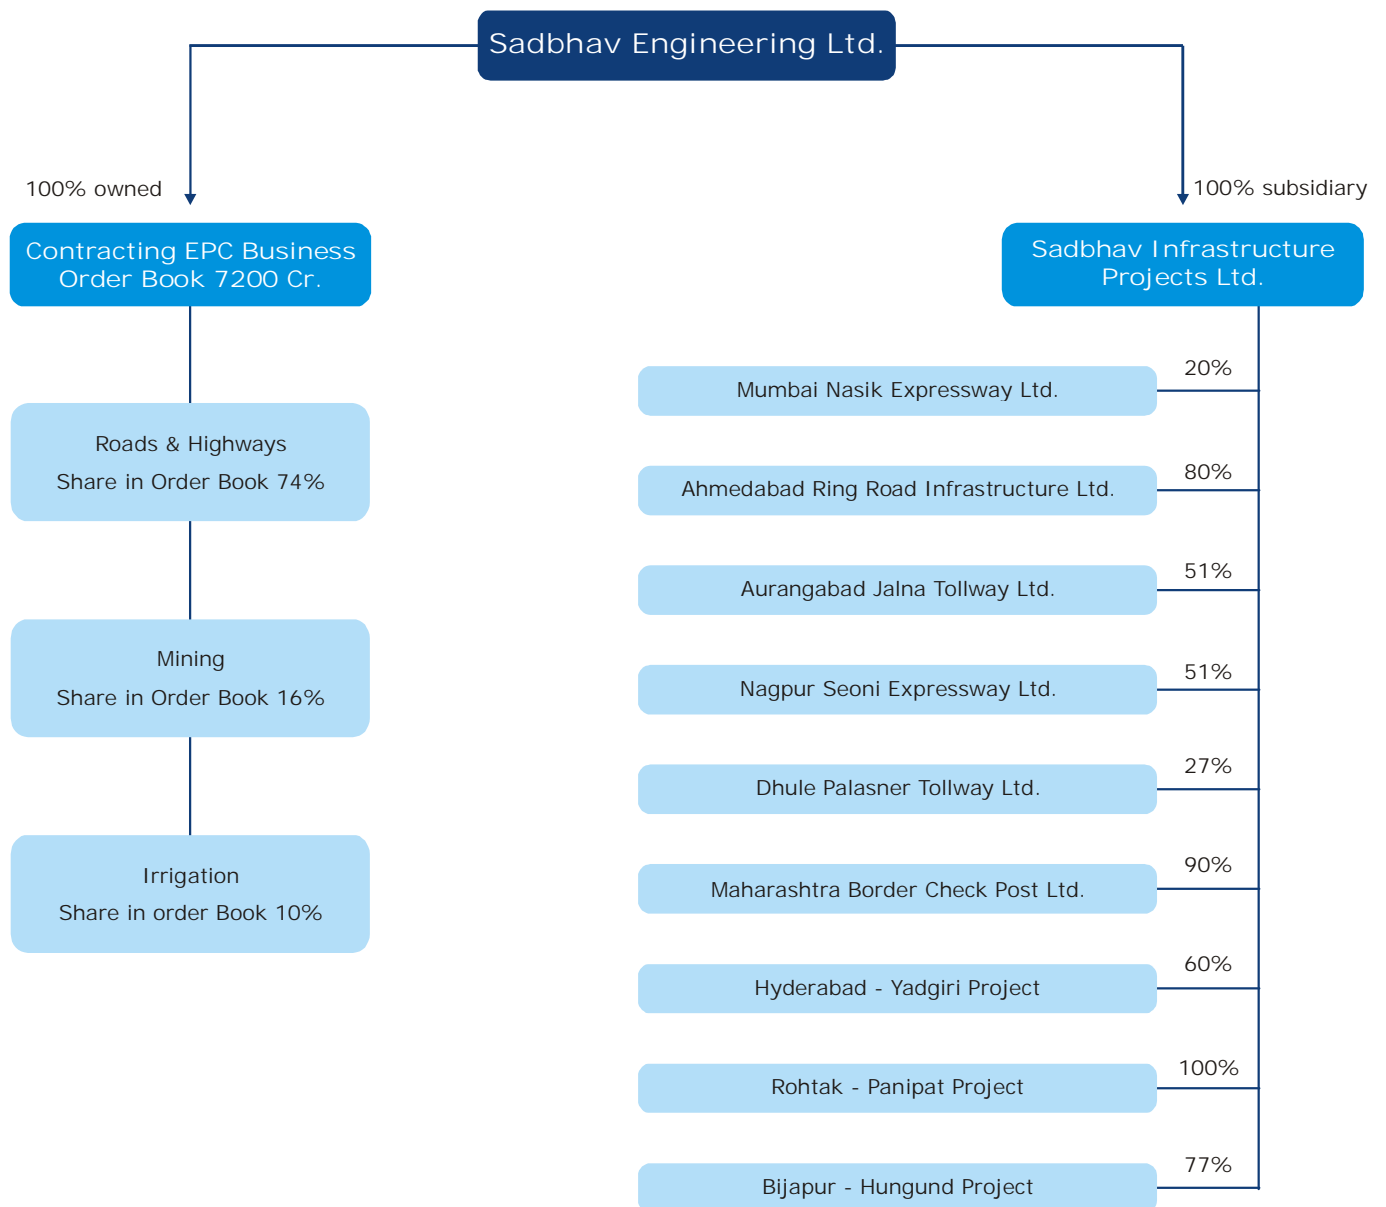 Sadbhav Engineering Ltd.
100% owned
100% subsidiary
Contracting EPC Business
Order Book 7200 Cr.
Roads & Highways
Share in Order Book 74%
Mining
Share in Order Book 16%
Irrigation
Share in order Book 10%
Sadbhav Infrastructure
Projects Ltd.
20%
Mumbai Nasik Expressway Ltd.
80%
Ahmedabad Ring Road Infrastructure Ltd.
51%
Aurangabad Jalna Tollway Ltd.
51%
Nagpur Seoni Expressway Ltd.
27%
Dhule Palasner Tollway Ltd.
90%
Maharashtra Border Check Post Ltd.
60%
Hyderabad - Yadgiri Project
100%
Rohtak - Panipat Project
77%
Bijapur - Hungund Project